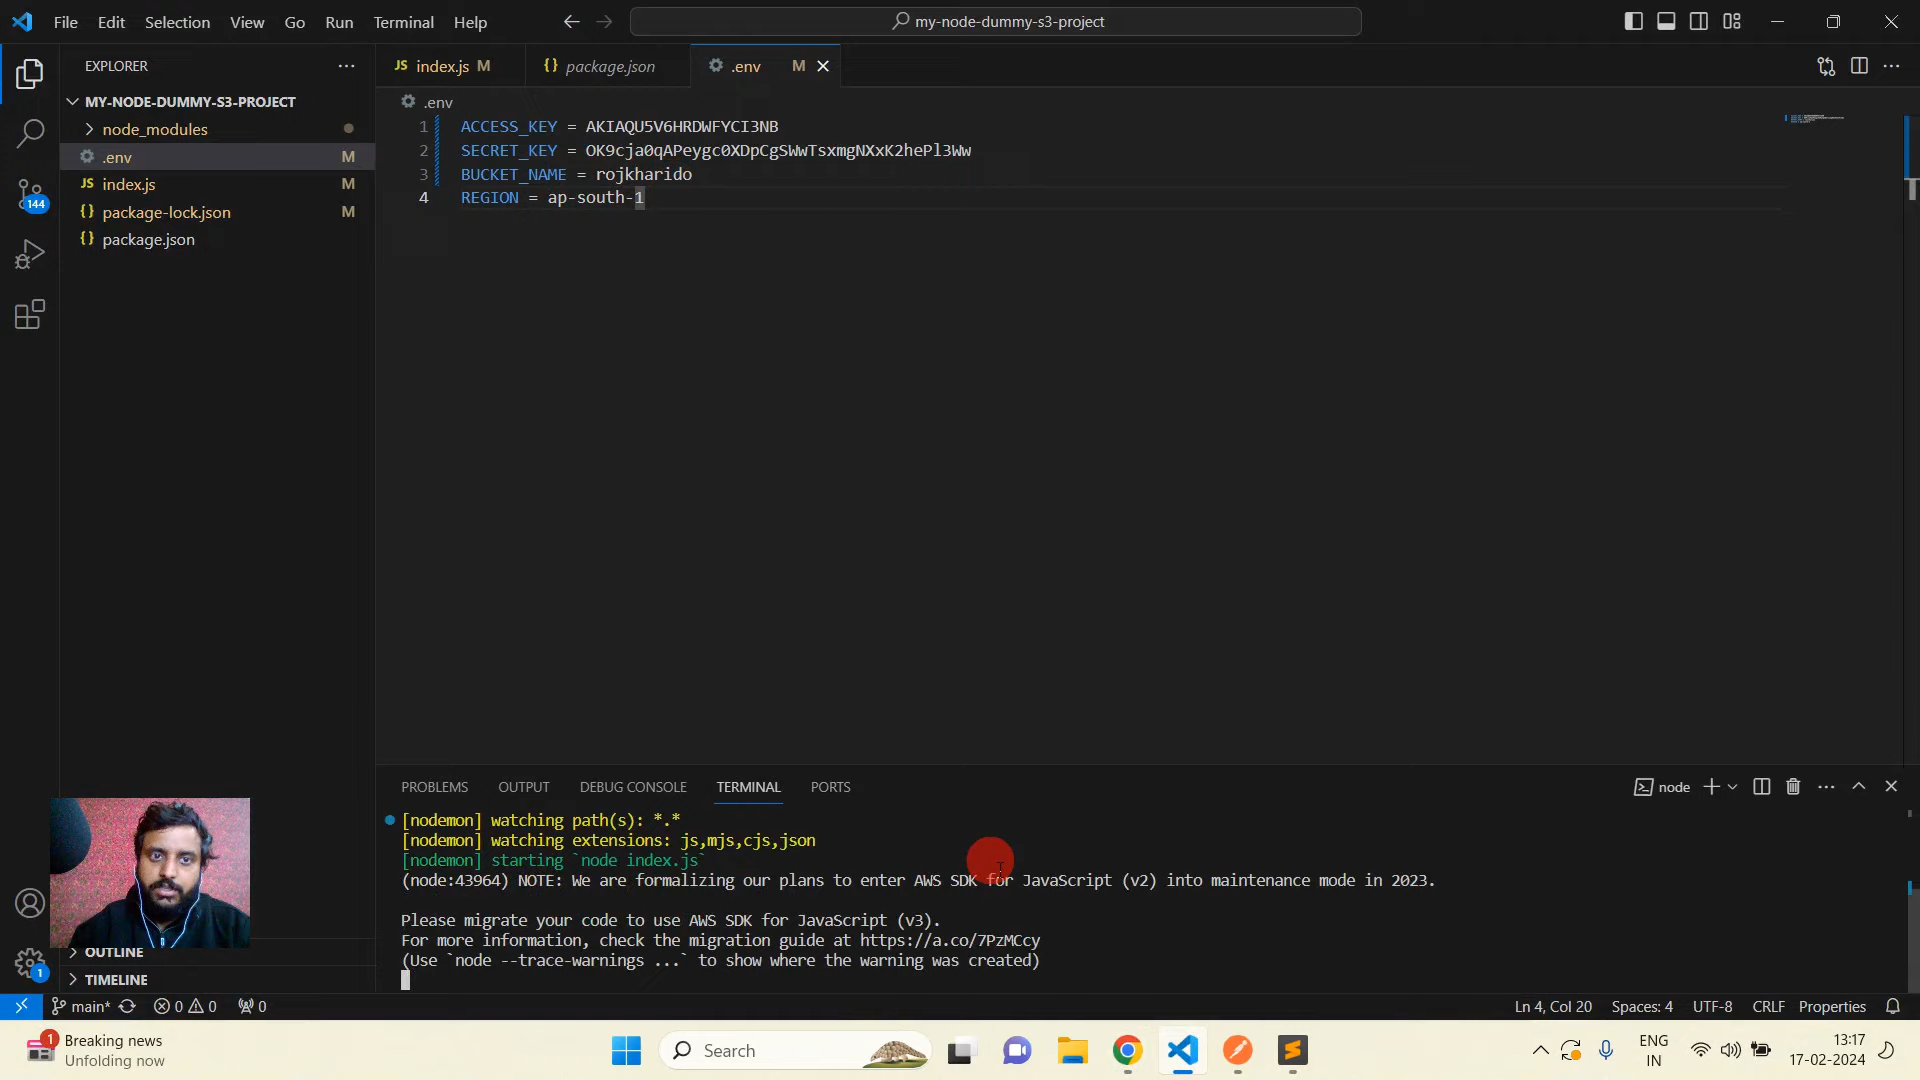 File Edit Selection View Go Run Terminal Help
my-node-dummy-s3-project
EXPLORER
MY-NODE-DUMMY-S3-PROJECT
node_modules
.env M
JS index.js M
{} package-lock.json M
{} package.json
144
JS index.js M
{} package.json
.env M
.env
1 ACCESS_KEY = AKIAQU5V6HRDWFYCI3NB
2 SECRET_KEY = OK9cja0qAPeygc0XDpCgSWwTsxmgNXxK2hePl3Ww
3 BUCKET_NAME = rojkharido
4 REGION = ap-south-1
PROBLEMS OUTPUT DEBUG CONSOLE TERMINAL PORTS
node
[nodemon] watching path(s): *.*
[nodemon] watching extensions: js,mjs,cjs,json
[nodemon] starting `node index.js`
(node:43964) NOTE: We are formalizing our plans to enter AWS SDK for JavaScript (v2) into maintenance mode in 2023.
Please migrate your code to use AWS SDK for JavaScript (v3).
For more information, check the migration guide at https://a.co/7PzMCcy
(Use `node --trace-warnings ...` to show where the warning was created)
OUTLINE
TIMELINE
1
main* 0 0 0
Ln 4, Col 20 Spaces: 4 UTF-8 CRLF Properties
1
Breaking news
Unfolding now
Search
ENG
IN
13:17
17-02-2024